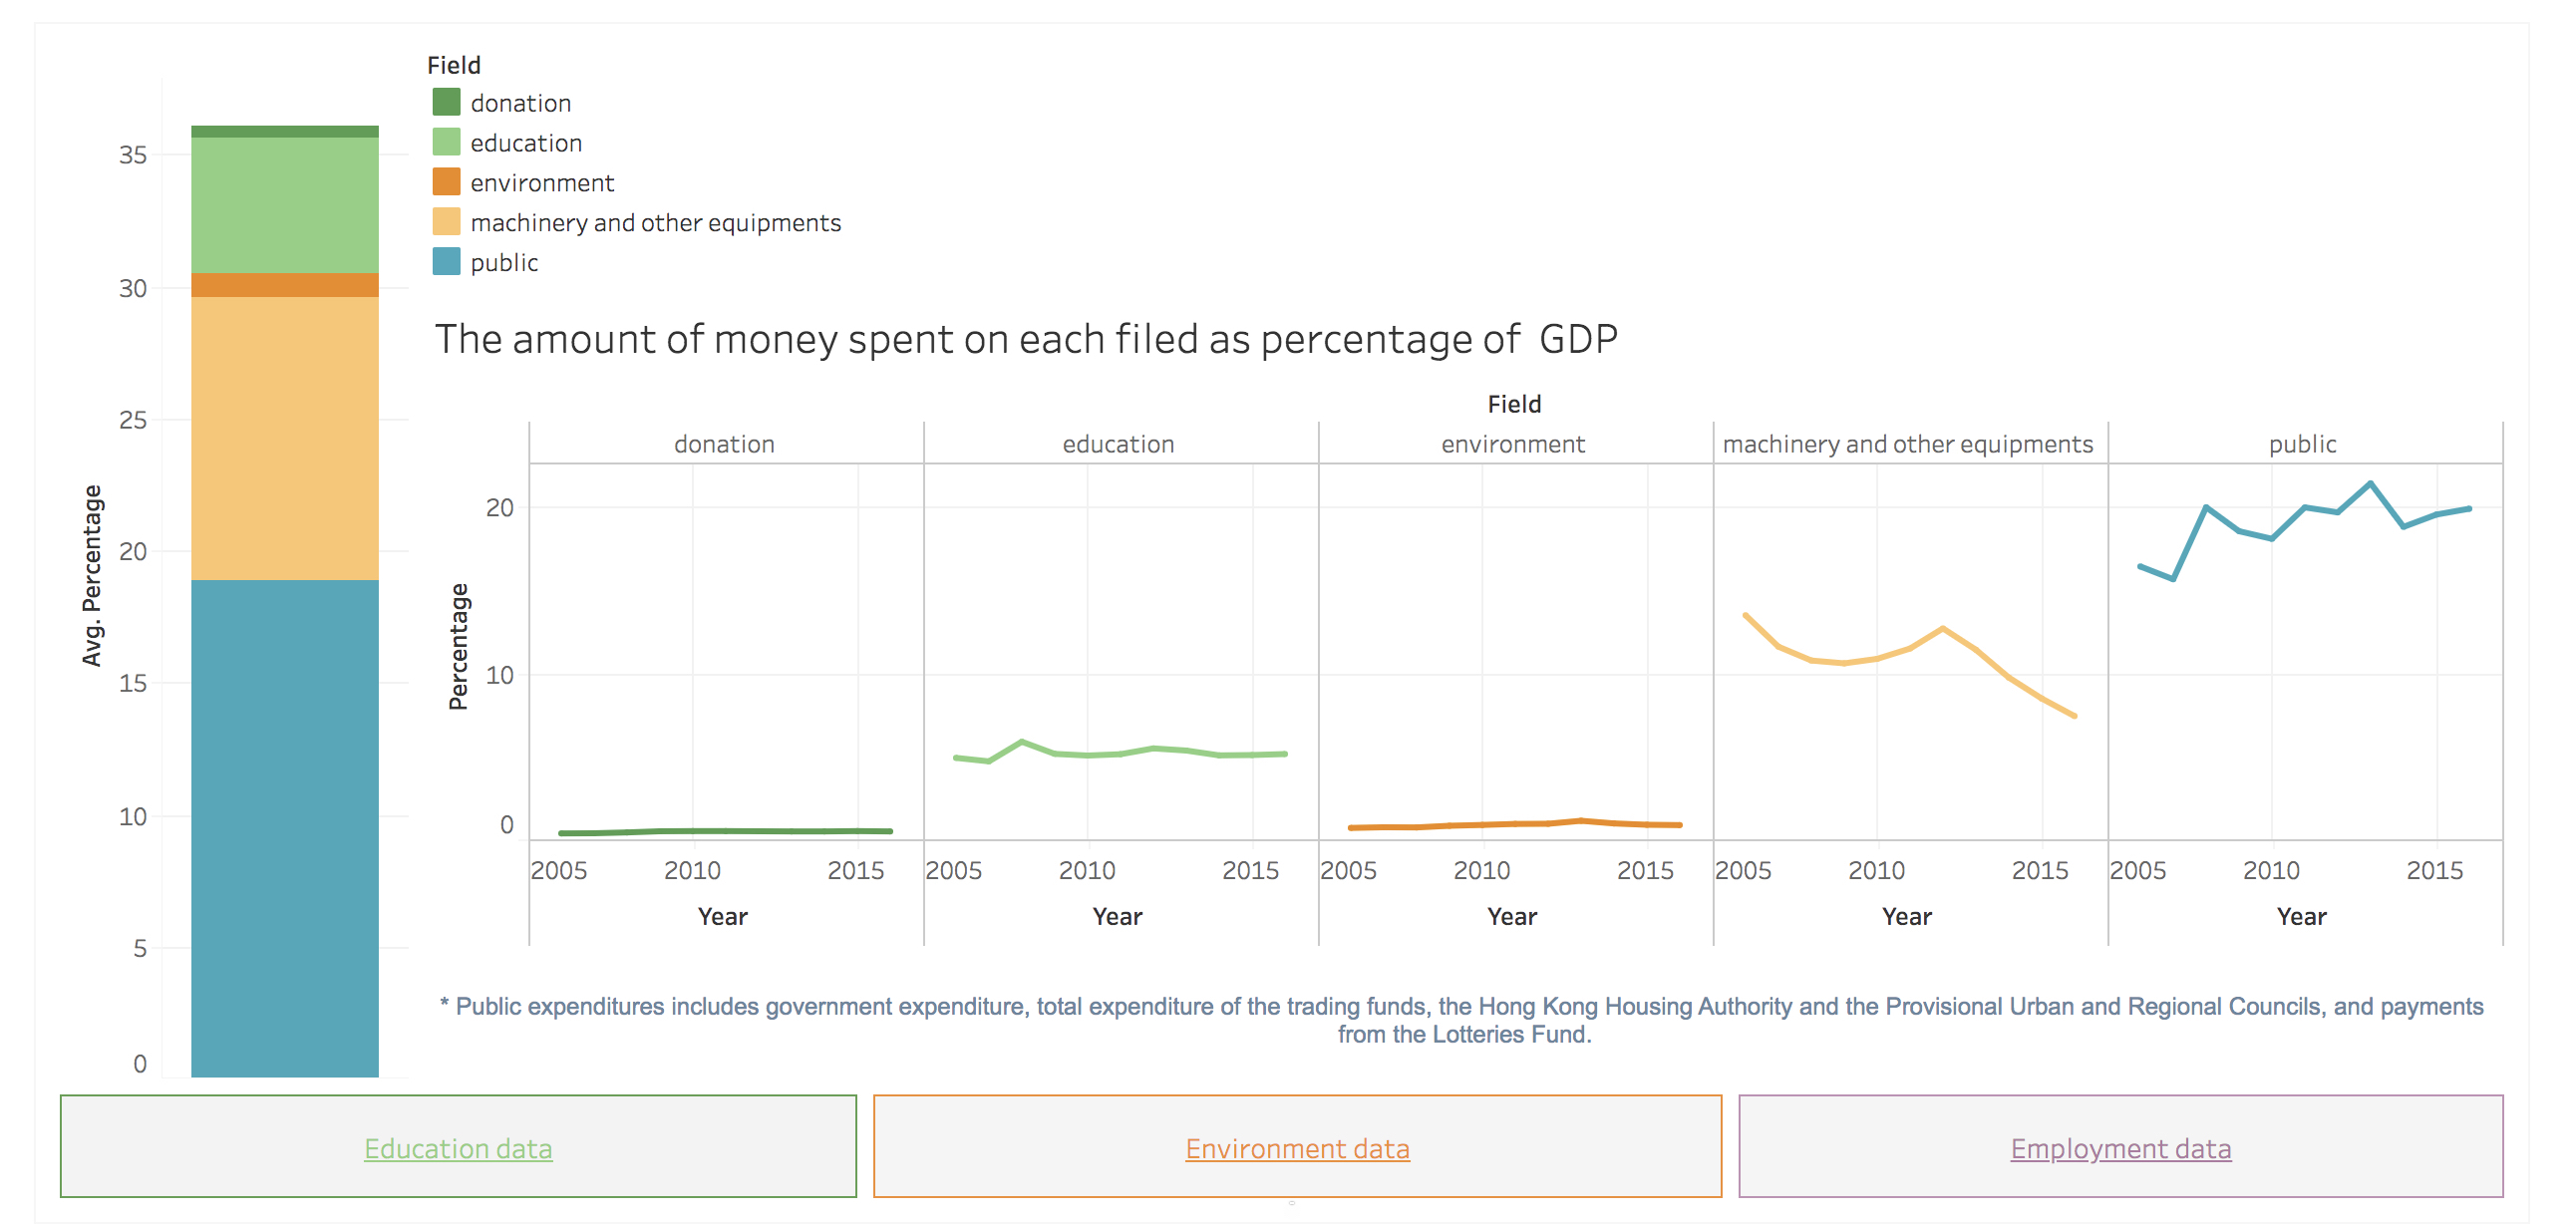 Field
donation
education
environment
machinery and other equipments
public
35
30
25
20
15
10
5
0
Avg. Percentage
The amount of money spent on each filed as percentage of GDP
Field
donation education environment machinery and other equipments public
20
10
0
Percentage
2005 2010 2015 2005 2010 2015 2005 2010 2015 2005 2010 2015 2005 2010 2015
Year Year Year Year Year
* Public expenditures includes government expenditure, total expenditure of the trading funds, the Hong Kong Housing Authority and the Provisional Urban and Regional Councils, and payments
from the Lotteries Fund.
Education data Environment data Employment data